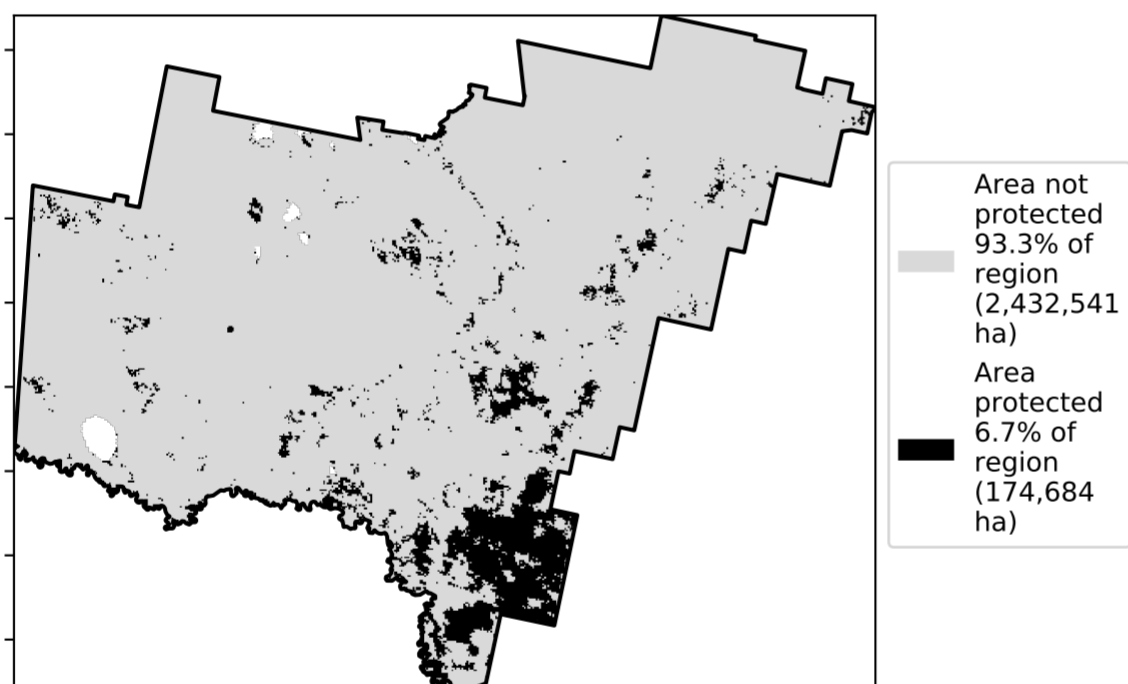 Area not
protected
93.3% of
region
(2,432,541
ha)
Area
protected
6.7% of
region
(174,684
ha)